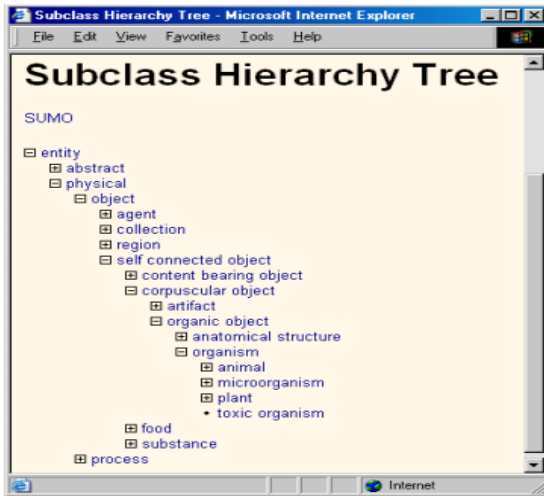 Subclass Hierarchy Tree - Microsoft Internet Explorer
File Edit View Favorites Tools Help
Subclass Hierarchy Tree
SUMO
entity
abstract
physical
object
agent
collection
region
self connected object
content bearing object
corpuscular object
artifact
organic object
anatomical structure
organism
animal
microorganism
plant
• toxic organism
food
substance
process
Internet